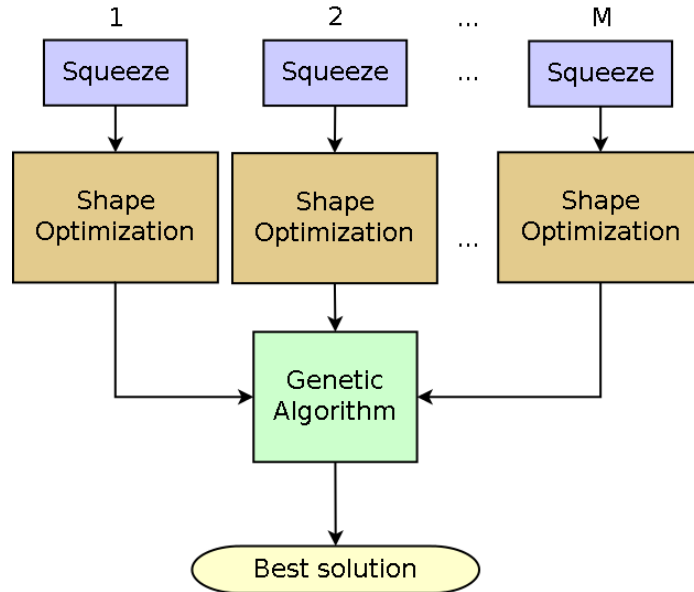 1 2 ... M
Squeeze Squeeze ... Squeeze
Shape Shape Shape
Optimization Optimization ... Optimization
Genetic
Algorithm
Best solution